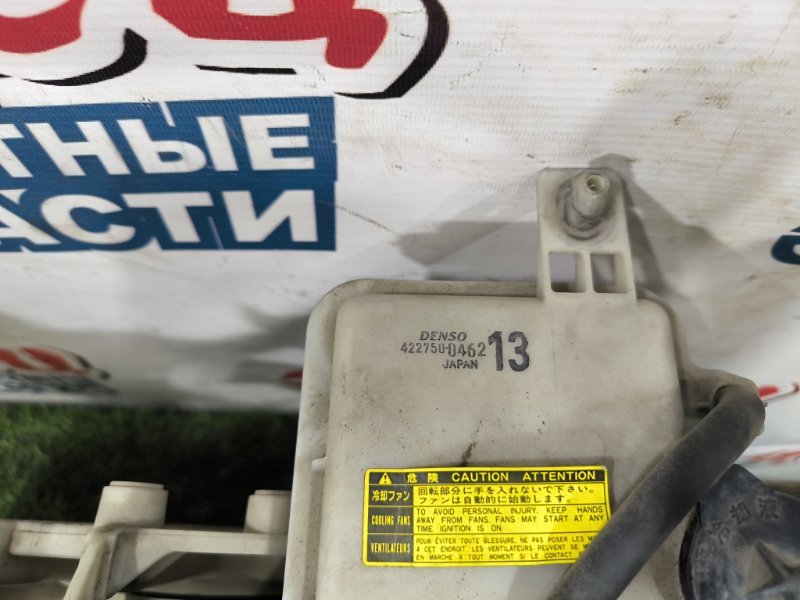 ТНЫЕ
АСТИ
DENSO
422750-0462 13
JAPAN
危険 CAUTION ATTENTION
冷却ファン
回転部分に手を入れないで下さい。
ファンは自動的に始動します。
COOLING FANS
TO AVOID PERSONAL INJURY. KEEP HANDS
AWAY FROM FANS. FANS MAY START AT ANY
TIME IGNITION IS ON.
VENTILATEURS
POUR ÉVITER TOUTE BLESSURE, NE PAS POSER LES
A CET ENDROIT. LES VENTILATEURS PEUVENT SE
EN MARCHE A TOUT MOMENT SI LE CONTACT
冷却液